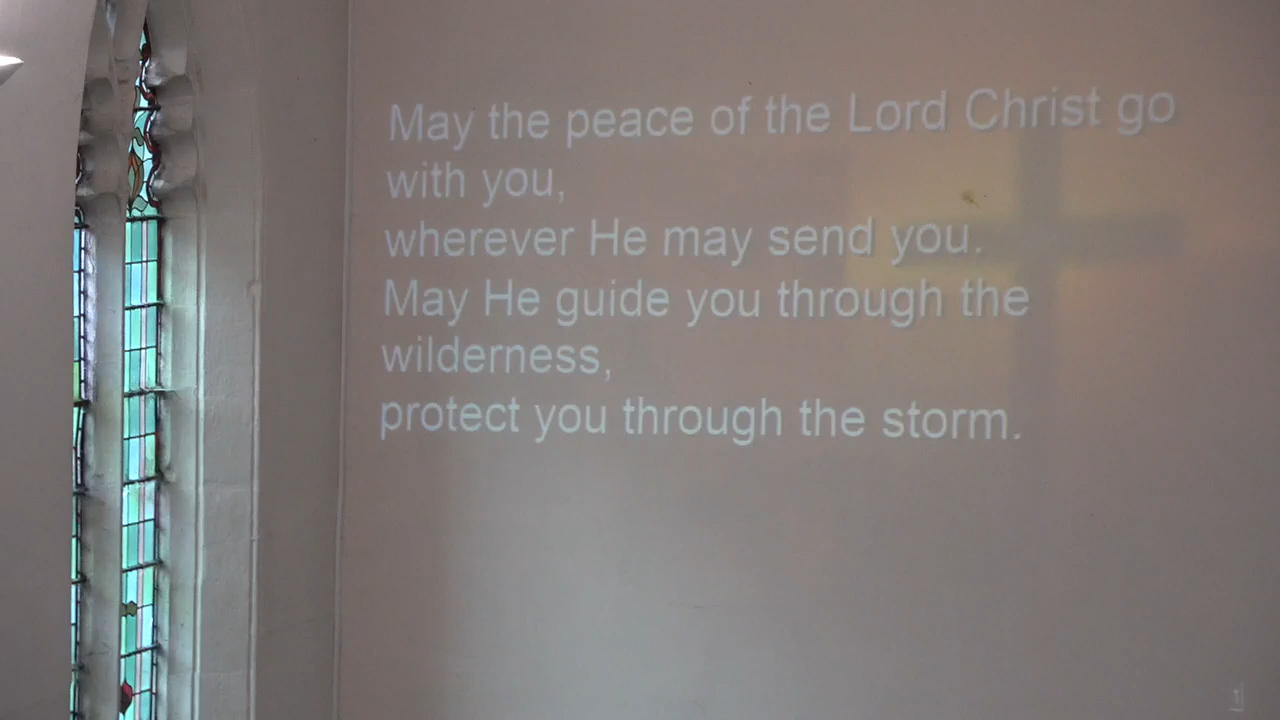 May the peace of the Lord Christ go
with you,
wherever He may send you.
May He guide you through the
wilderness,
protect you through the storm.
1